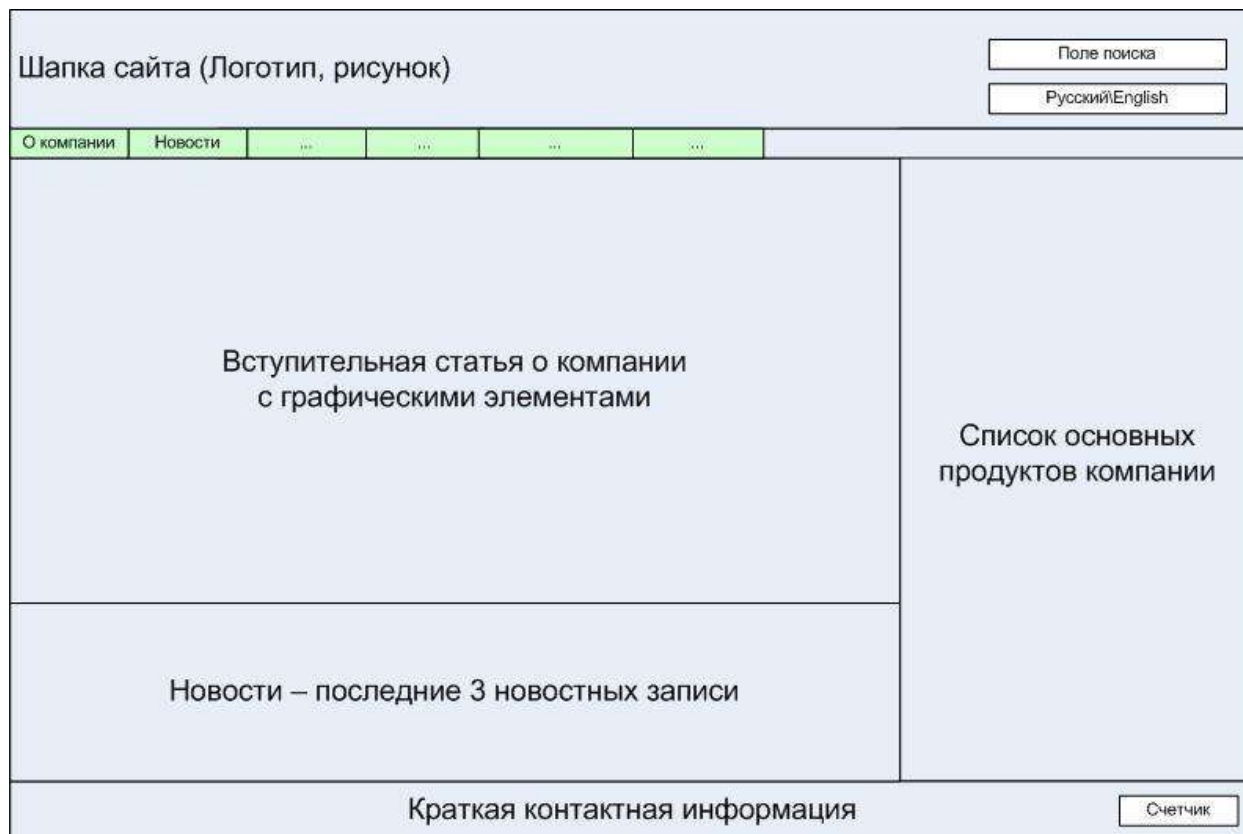 Шапка сайта (Логотип, рисунок)
Поле поиска
Русский\English
О компании
Новости
...
...
...
...
Вступительная статья о компании
с графическими элементами
Список основных
продуктов компании
Новости – последние 3 новостных записи
Краткая контактная информация
Счетчик